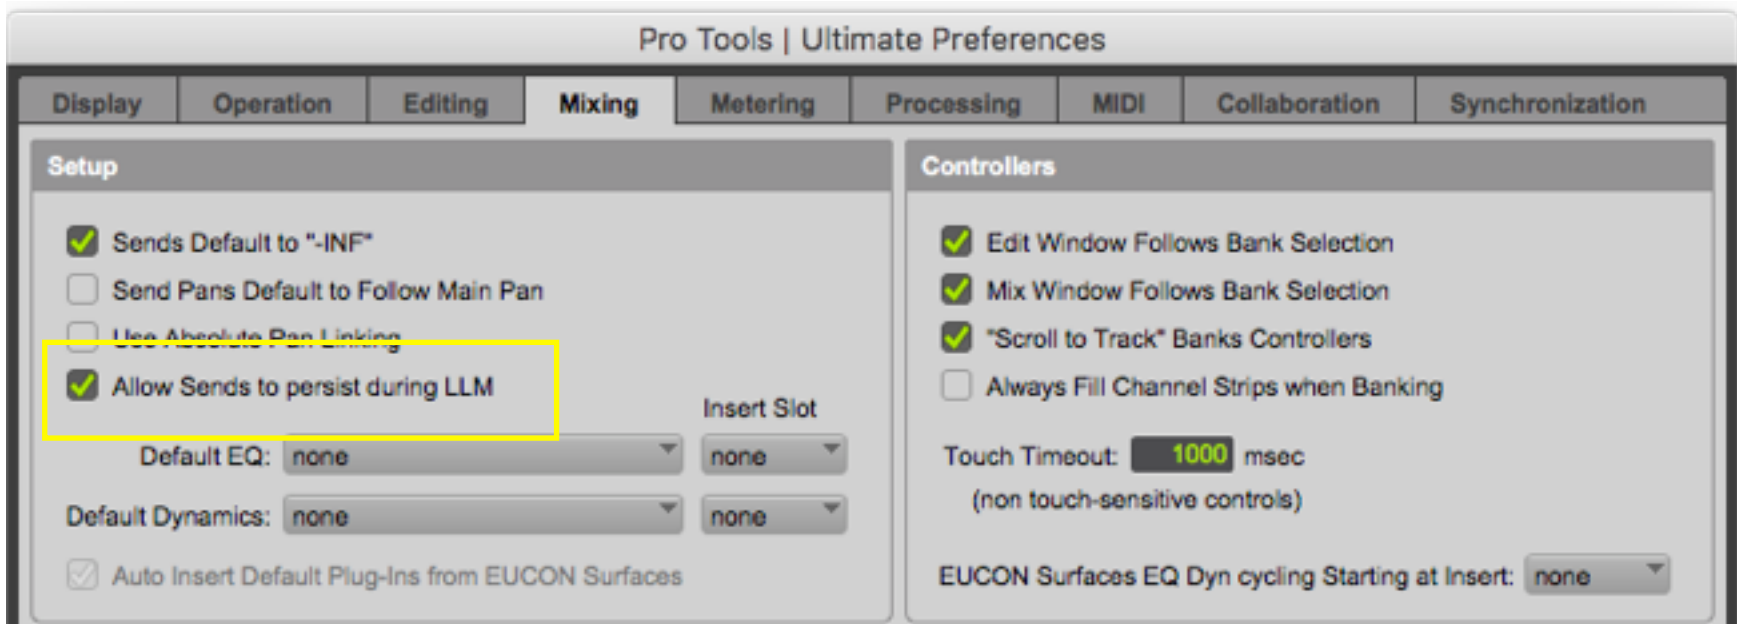 Pro Tools | Ultimate Preferences
Display Operation Editing Mixing Metering Processing MIDI Collaboration Synchronization
Setup
Sends Default to "-INF"
Send Pans Default to Follow Main Pan
Use Absolute Pan Linking
Allow Sends to persist during LLM
Insert Slot
Default EQ: none none
Default Dynamics: none none
Auto Insert Default Plug-Ins from EUCON Surfaces
Controllers
Edit Window Follows Bank Selection
Mix Window Follows Bank Selection
"Scroll to Track" Banks Controllers
Always Fill Channel Strips when Banking
Touch Timeout: 1000 msec
(non touch-sensitive controls)
EUCON Surfaces EQ Dyn cycling Starting at Insert: none